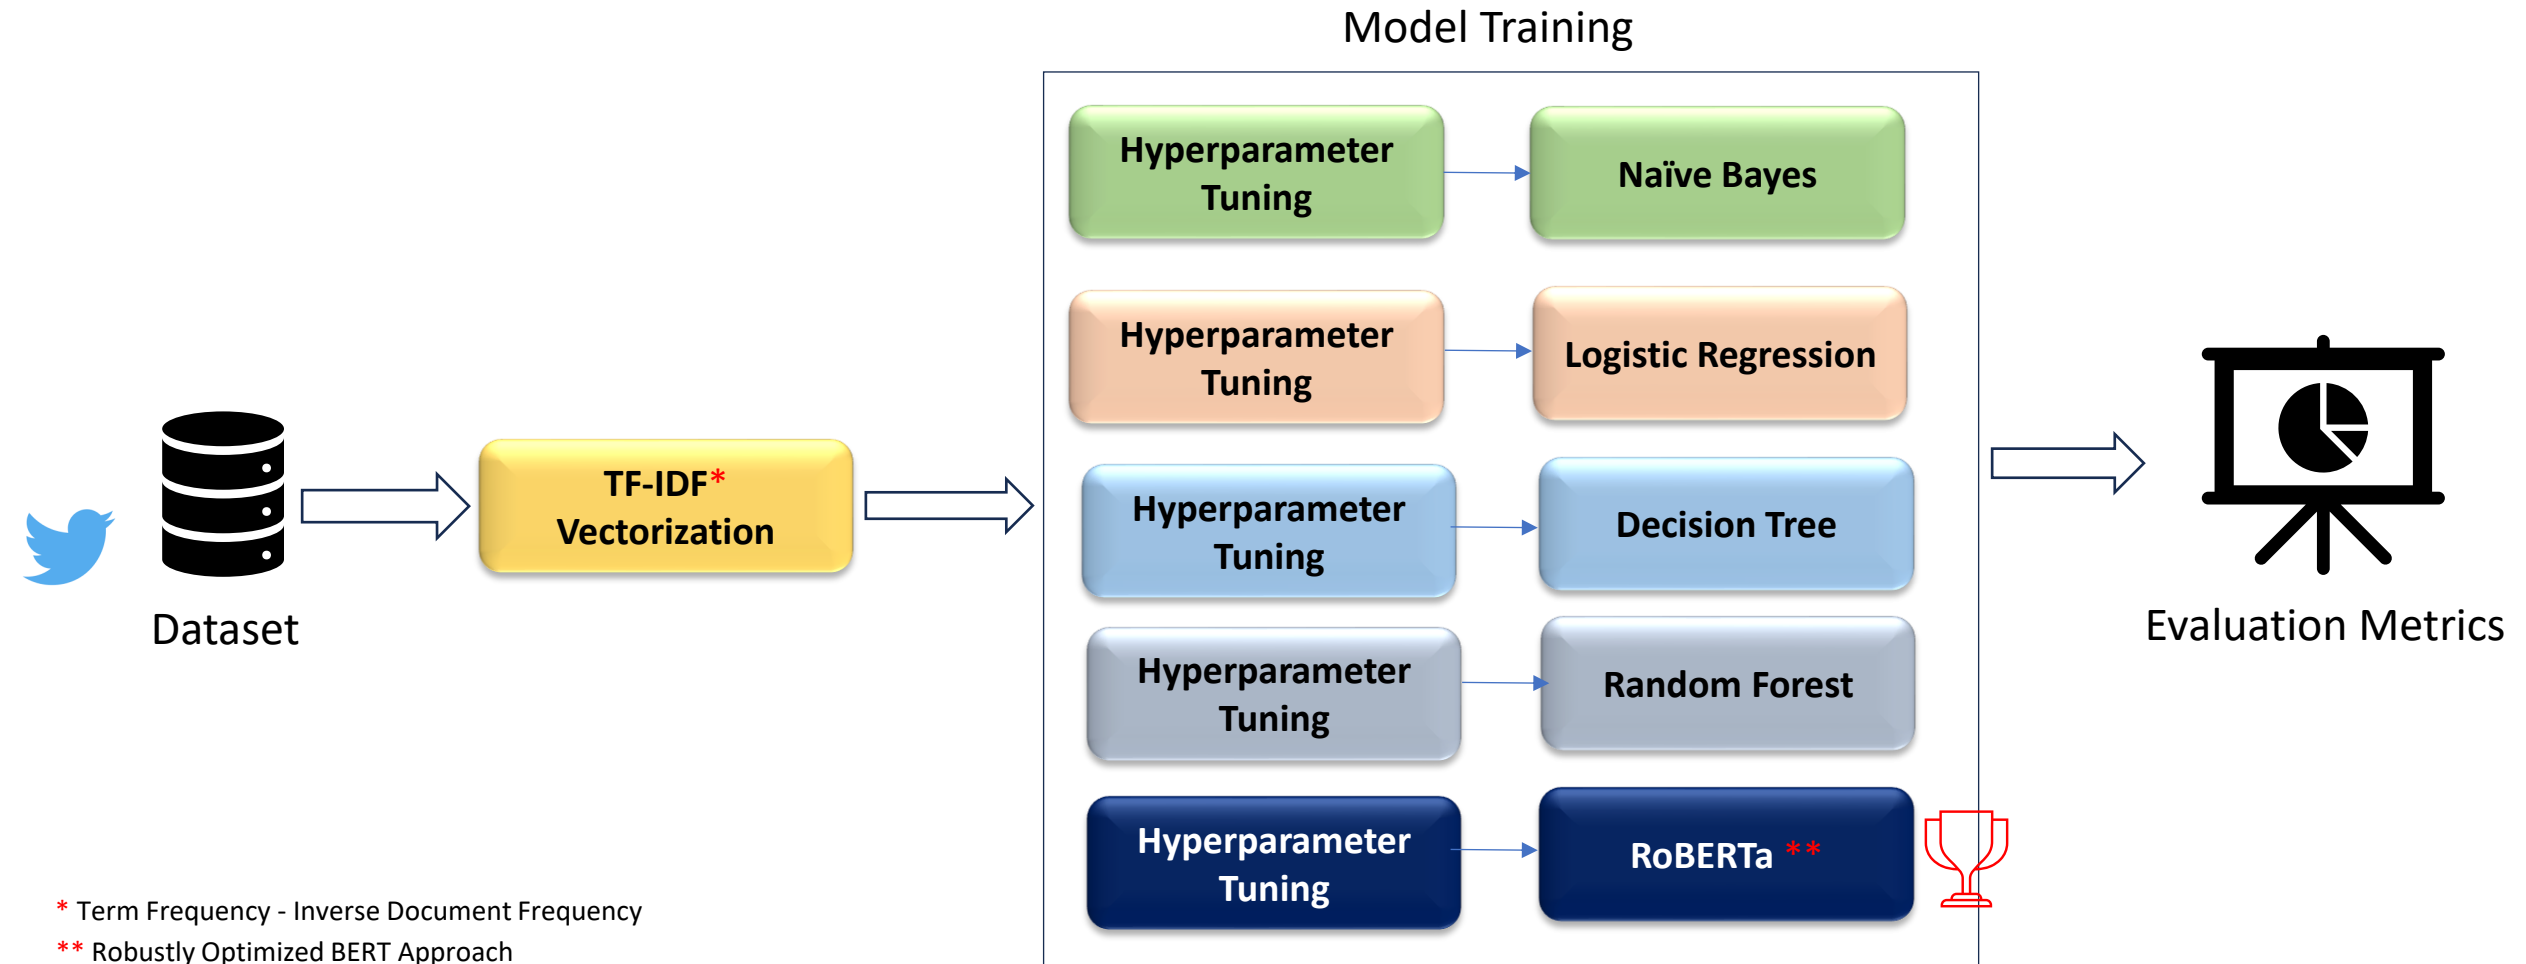 Model Training
Hyperparameter
Tuning
Naïve Bayes
Hyperparameter
Tuning
Logistic Regression
TF-IDF*
Vectorization
Hyperparameter
Tuning
Decision Tree
Dataset
Evaluation Metrics
Hyperparameter
Tuning
Random Forest
Hyperparameter
Tuning
RoBERTa **
* Term Frequency - Inverse Document Frequency
** Robustly Optimized BERT Approach